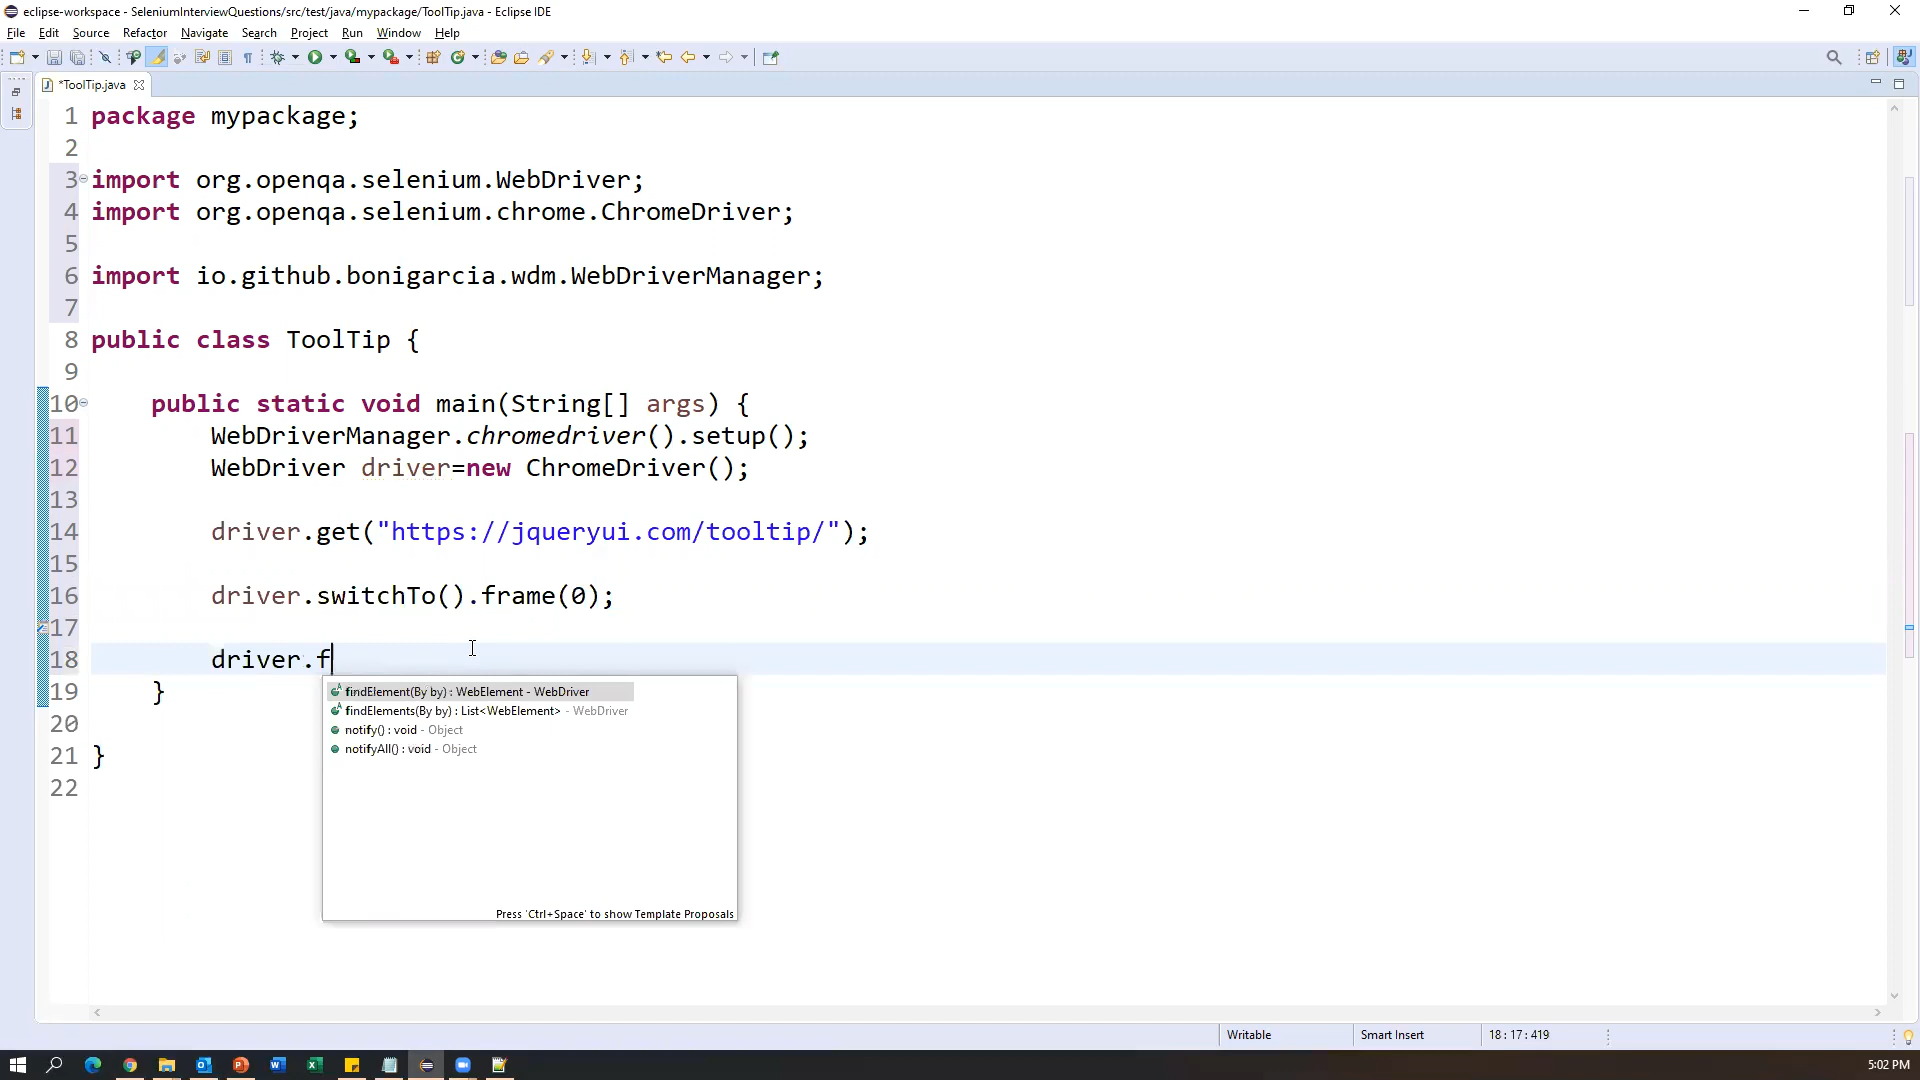 eclipse-workspace - SeleniumInterviewQuestions/src/test/java/mypackage/ToolTip.java - Eclipse IDE
File Edit Source Refactor Navigate Search Project Run Window Help
*ToolTip.java
1 package mypackage;
2
3 import org.openqa.selenium.WebDriver;
4 import org.openqa.selenium.chrome.ChromeDriver;
5
6 import io.github.bonigarcia.wdm.WebDriverManager;
7
8 public class ToolTip {
9
10 public static void main(String[] args) {
11 WebDriverManager.chromedriver().setup();
12 WebDriver driver=new ChromeDriver();
13
14 driver.get("https://jqueryui.com/tooltip/");
15
16 driver.switchTo().frame(0);
17
18 driver.f
19 }
20
21 }
22
findElement(By by) : WebElement - WebDriver
findElements(By by) : List<WebElement> - WebDriver
notify() : void - Object
notifyAll() : void - Object
Press 'Ctrl+Space' to show Template Proposals
Writable Smart Insert 18 : 17 : 419
5:02 PM